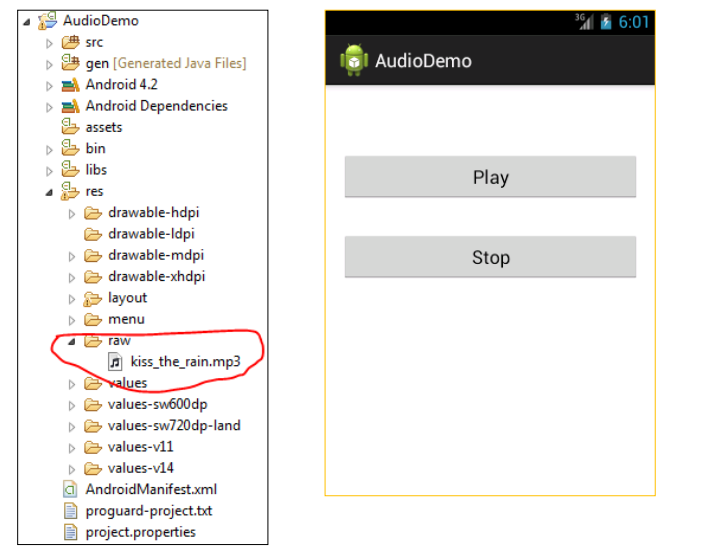 AudioDemo
src
gen [Generated Java Files]
Android 4.2
Android Dependencies
assets
bin
libs
res
drawable-hdpi
drawable-ldpi
drawable-mdpi
drawable-xhdpi
layout
menu
raw
kiss_the_rain.mp3
values
values-sw600dp
values-sw720dp-land
values-v11
values-v14
AndroidManifest.xml
proguard-project.txt
project.properties
3G 6:01
AudioDemo
Play
Stop